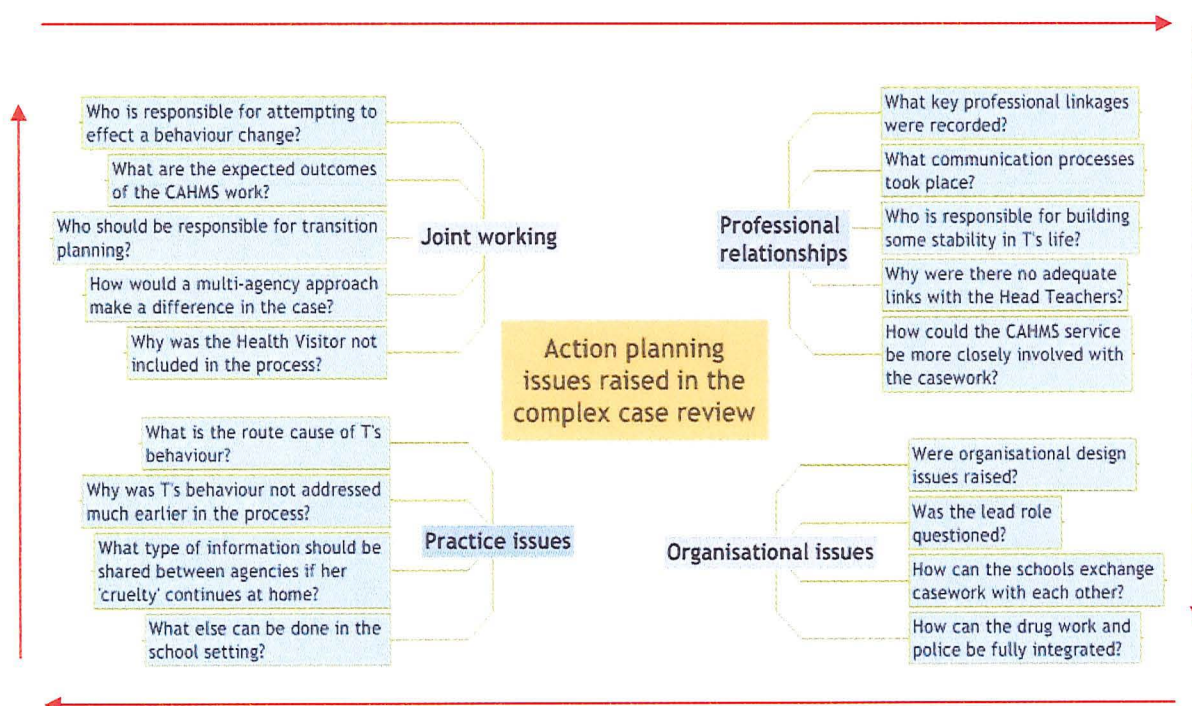 Who is responsible for attempting to
effect a behaviour change?
What are the expected outcomes
of the CAHMS work?
Who should be responsible for transition
planning?
How would a multi-agency approach
make a difference in the case?
Why was the Health Visitor not
included in the process?
Joint working
What key professional linkages
were recorded?
What communication processes
took place?
Who is responsible for building
some stability in T's life?
Why were there no adequate
links with the Head Teachers?
How could the CAHMS service
be more closely involved with
the casework?
Professional
relationships
Action planning
issues raised in the
complex case review
What is the route cause of T's
behaviour?
Why was T's behaviour not addressed
much earlier in the process?
What type of information should be
shared between agencies if her
'cruelty' continues at home?
What else can be done in the
school setting?
Practice issues
Were organisational design
issues raised?
Was the lead role
questioned?
How can the schools exchange
casework with each other?
How can the drug work and
police be fully integrated?
Organisational issues